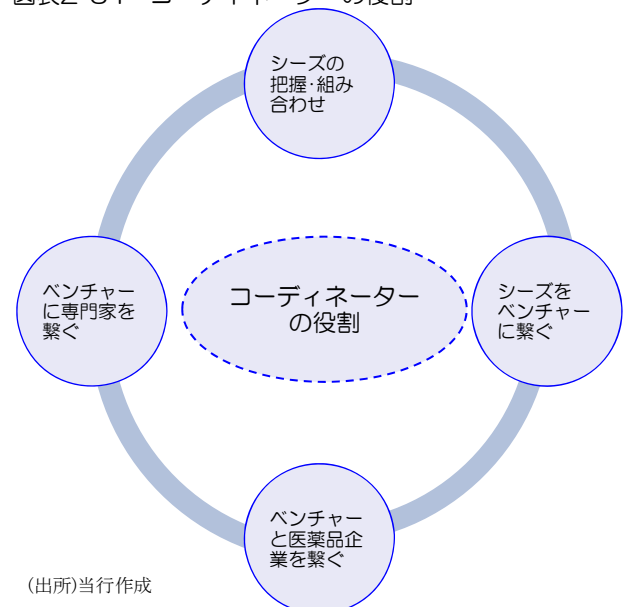 シーズの
把握・組み
合わせ
ベンチャー
に専門家を
繋ぐ
コーディネーター
の役割
シーズを
ベンチャー
に繋ぐ
ベンチャー
と医薬品企
業を繋ぐ
(出所)当行作成